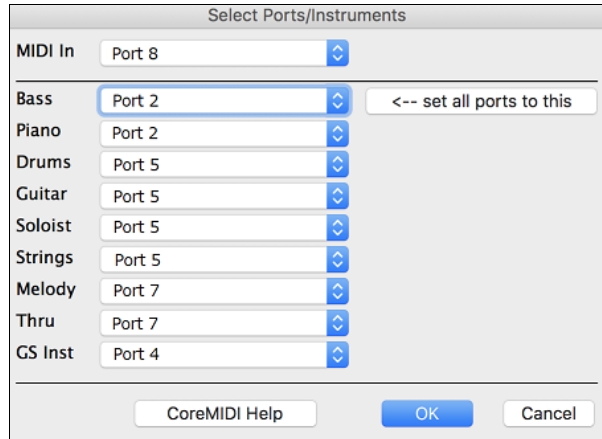 Select Ports/Instruments
MIDI In Port 8
Bass Port 2 <-- set all ports to this
Piano Port 2
Drums Port 5
Guitar Port 5
Soloist Port 5
Strings Port 5
Melody Port 7
Thru Port 7
GS Inst Port 4
CoreMIDI Help OK Cancel